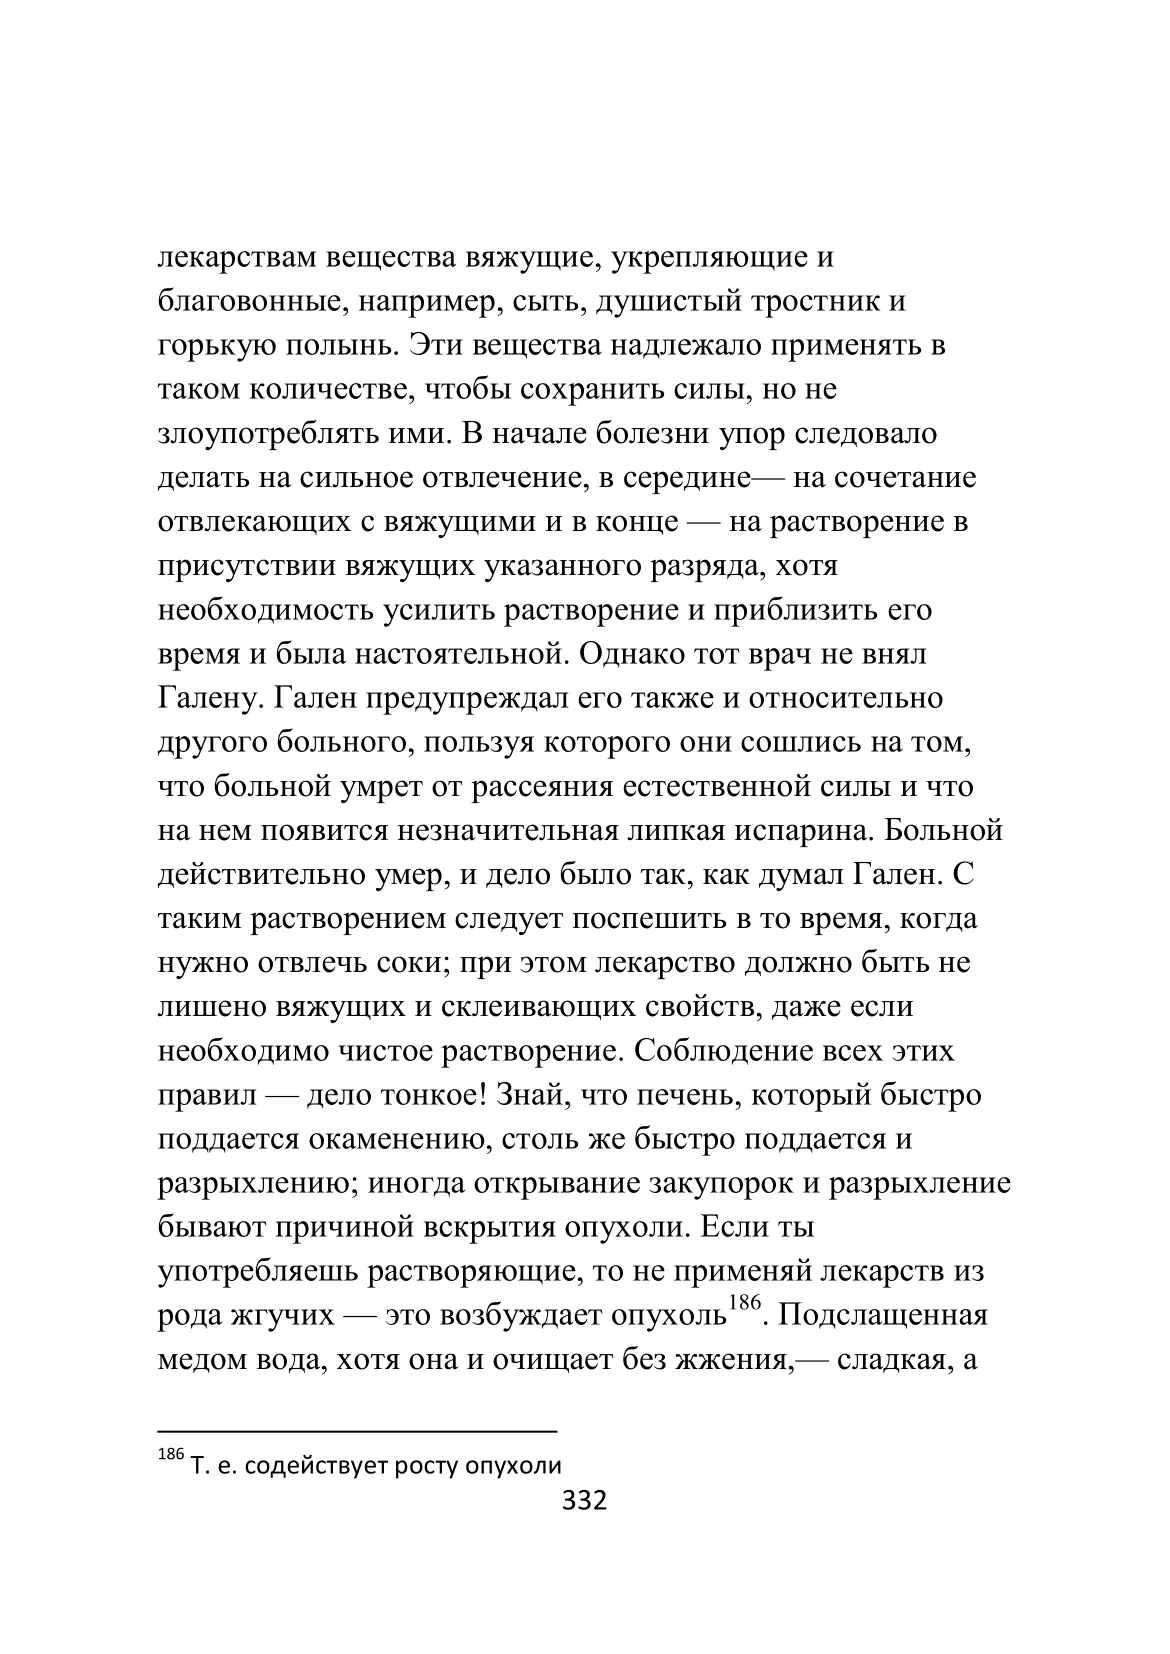 лекарствам вещества вяжущие, укрепляющие и
благовонные, например, сыть, душистый тростник и
горькую полынь. Эти вещества надлежало применять в
таком количестве, чтобы сохранить силы, но не
злоупотреблять ими. В начале болезни упор следовало
делать на сильное отвлечение, в середине— на сочетание
отвлекающих с вяжущими и в конце — на растворение в
присутствии вяжущих указанного разряда, хотя
необходимость усилить растворение и приблизить его
время и была настоятельной. Однако тот врач не внял
Галену. Гален предупреждал его также и относительно
другого больного, пользуя которого они сошлись на том,
что больной умрет от рассеяния естественной силы и что
на нем появится незначительная липкая испарина. Больной
действительно умер, и дело было так, как думал Гален. С
таким растворением следует поспешить в то время, когда
нужно отвлечь соки; при этом лекарство должно быть не
лишено вяжущих и склеивающих свойств, даже если
необходимо чистое растворение. Соблюдение всех этих
правил — дело тонкое! Знай, что печень, который быстро
поддается окаменению, столь же быстро поддается и
разрыхлению; иногда открывание закупорок и разрыхление
бывают причиной вскрытия опухоли. Если ты
употребляешь растворяющие, то не применяй лекарств из
рода жгучих — это возбуждает опухоль186. Подслащенная
медом вода, хотя она и очищает без жжения,— сладкая, а
186 Т. е. содействует росту опухоли
332